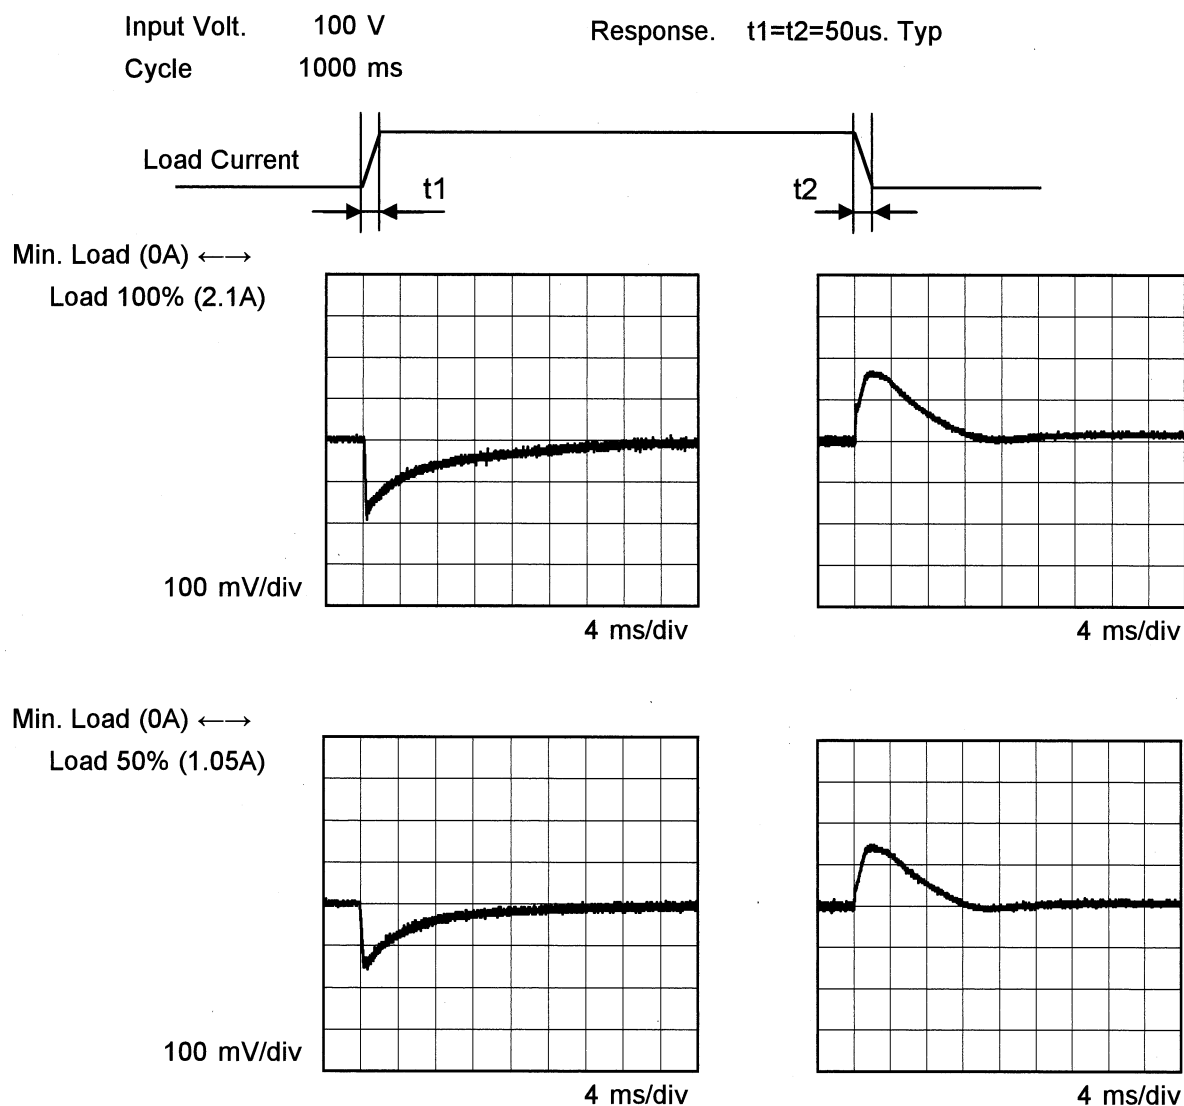 Input Volt. 100 V
Response. t1=t2=50us. Typ
Cycle 1000 ms
Load Current
t1
t2
Min. Load (0A) ←→
Load 100% (2.1A)
100 mV/div
4 ms/div
4 ms/div
Min. Load (0A) ←→
Load 50% (1.05A)
100 mV/div
4 ms/div
4 ms/div